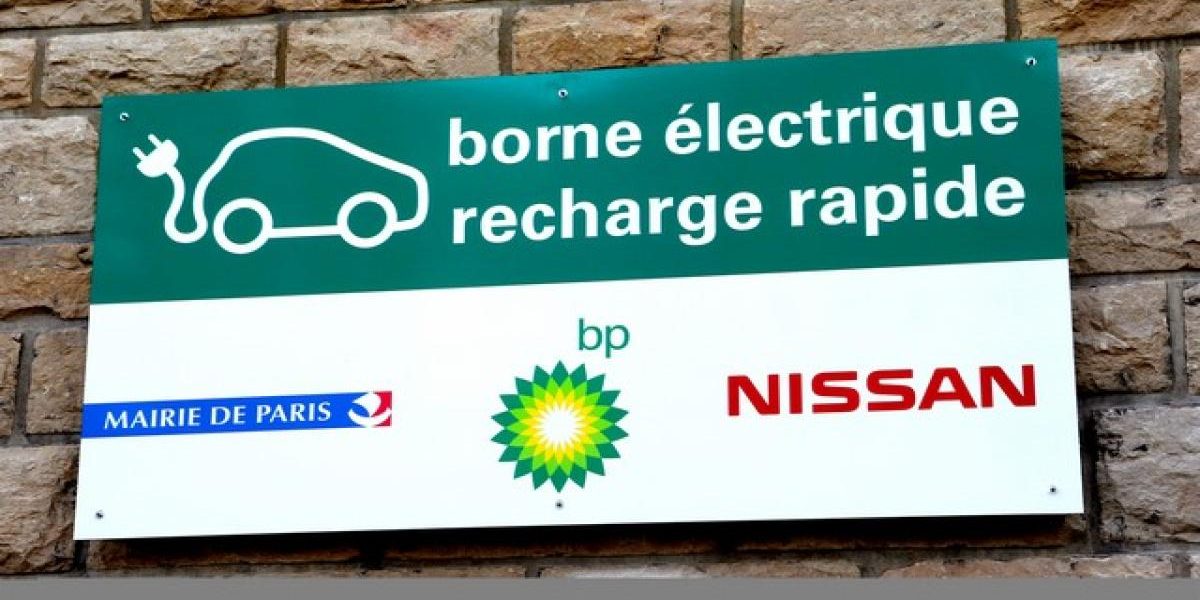 borne électrique
recharge rapide
bp
MAIRIE DE PARIS
NISSAN